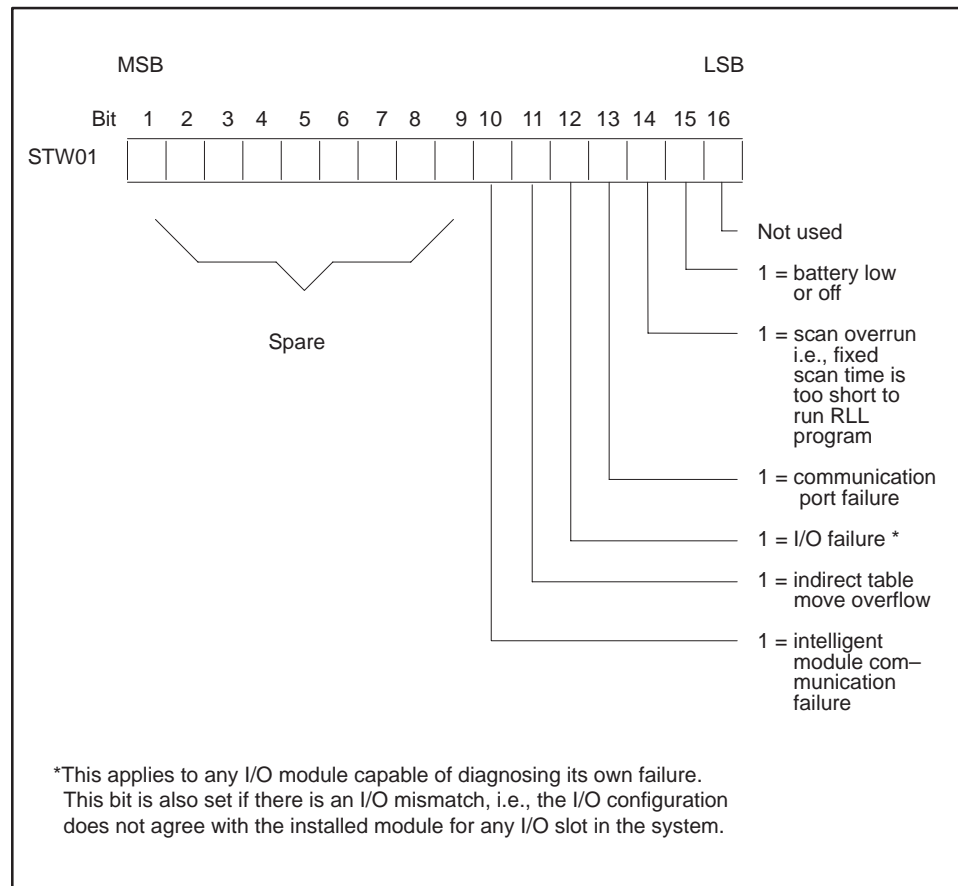 MSB LSB
Bit 1 2 3 4 5 6 7 8 9 10 11 12 13 14 15 16
STW01
Spare
Not used
1 = battery low
or off
1 = scan overrun
i.e., fixed
scan time is
too short to
run RLL
program
1 = communication
port failure
1 = I/O failure *
1 = indirect table
move overflow
1 = intelligent
module com–
munication
failure
*This applies to any I/O module capable of diagnosing its own failure.
This bit is also set if there is an I/O mismatch, i.e., the I/O configuration
does not agree with the installed module for any I/O slot in the system.